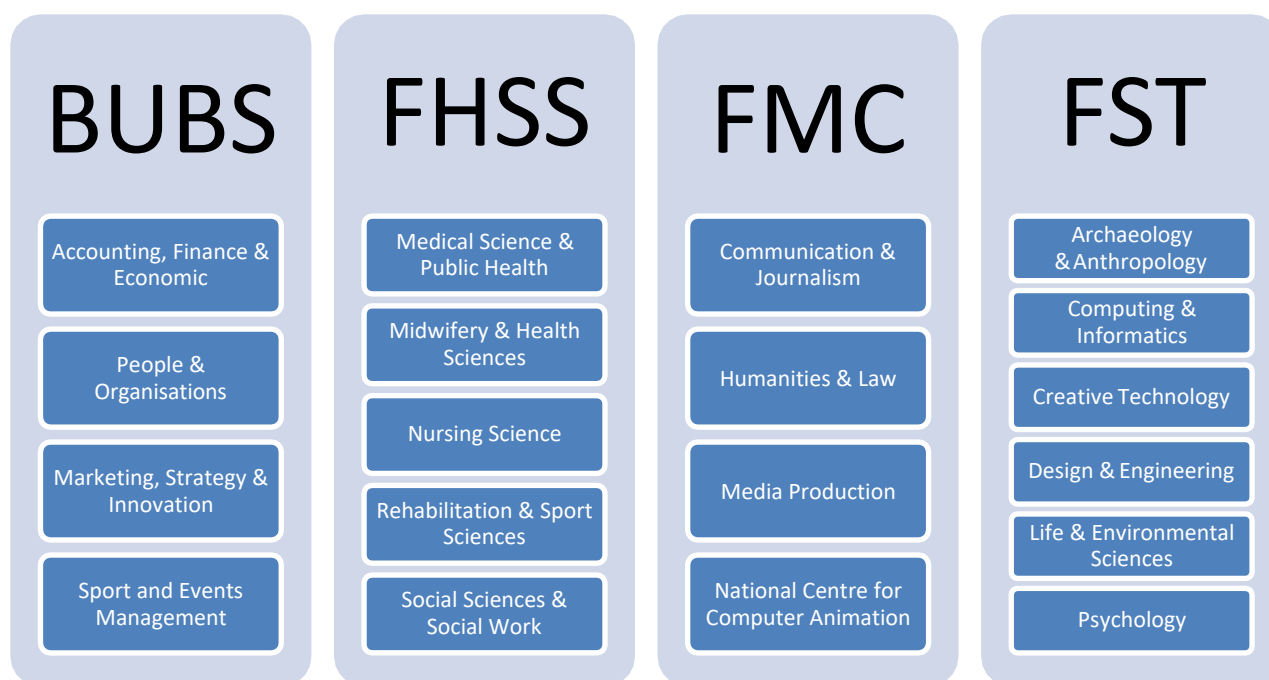 BUBS
Accounting, Finance &
Economic
People &
Organisations
Marketing, Strategy &
Innovation
Sport and Events
Management
FHSS
Medical Science &
Public Health
Midwifery & Health
Sciences
Nursing Science
Rehabilitation & Sport
Sciences
Social Sciences &
Social Work
FMC
Communication &
Journalism
Humanities & Law
Media Production
National Centre for
Computer Animation
FST
Archaeology
& Anthropology
Computing &
Informatics
Creative Technology
Design & Engineering
Life & Environmental
Sciences
Psychology